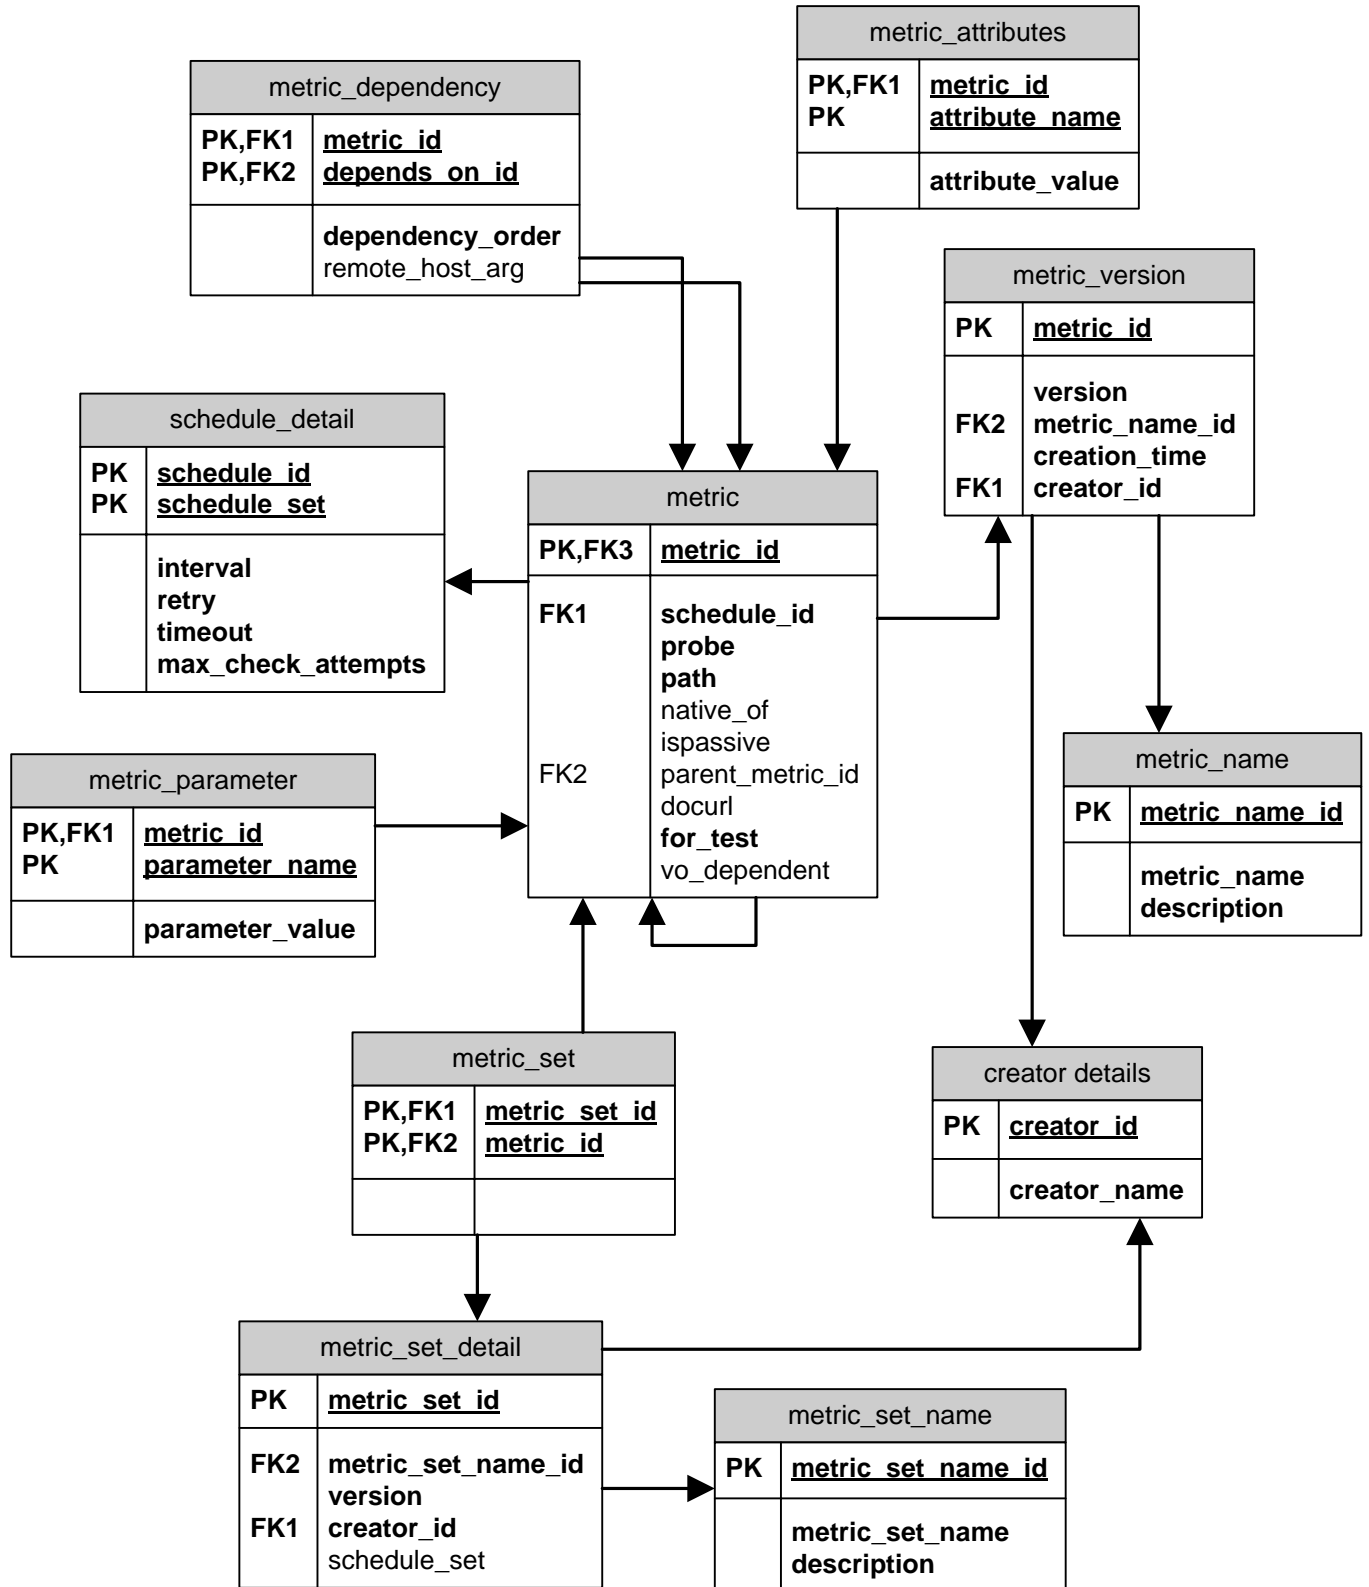 metric_attributes
PK,FK1 metric_id
PK attribute_name
attribute_value
metric_dependency
PK,FK1 metric_id
PK,FK2 depends_on_id
dependency_order
remote_host_arg
metric_version
PK metric_id
version
FK2 metric_name_id
creation_time
FK1 creator_id
schedule_detail
PK schedule_id
PK schedule_set
interval
retry
timeout
max_check_attempts
metric
PK,FK3 metric_id
FK1 schedule_id
probe
path
native_of
ispassive
FK2 parent_metric_id
docurl
for_test
vo_dependent
metric_name
PK metric_name_id
metric_name
description
metric_parameter
PK,FK1 metric_id
PK parameter_name
parameter_value
metric_set
PK,FK1 metric_set_id
PK,FK2 metric_id
creator details
PK creator_id
creator_name
metric_set_detail
PK metric_set_id
FK2 metric_set_name_id
version
FK1 creator_id
schedule_set
metric_set_name
PK metric_set_name_id
metric_set_name
description